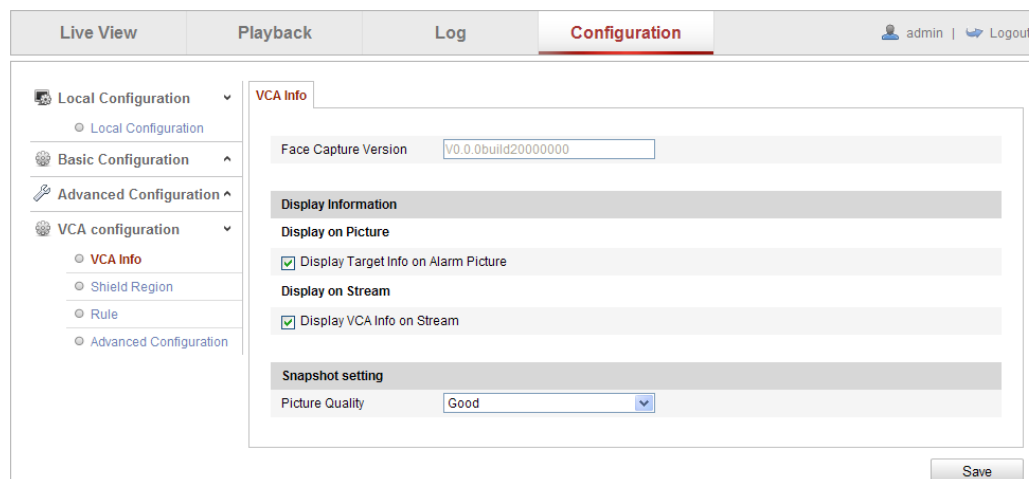 Live View Playback Log Configuration admin | Logout
Local Configuration
Local Configuration
Basic Configuration
Advanced Configuration
VCA configuration
VCA Info
Shield Region
Rule
Advanced Configuration
VCA Info
Face Capture Version V0.0.0build20000000
Display Information
Display on Picture
Display Target Info on Alarm Picture
Display on Stream
Display VCA Info on Stream
Snapshot setting
Picture Quality Good
Save